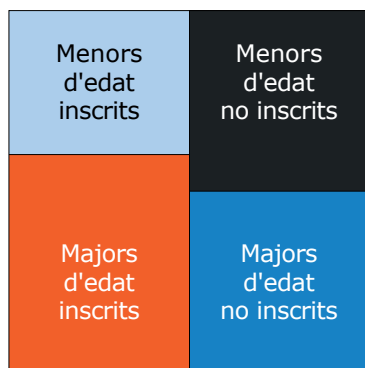 Menors
d'edat
inscrits
Menors
d'edat
no inscrits
Majors
d'edat
inscrits
Majors
d'edat
no inscrits